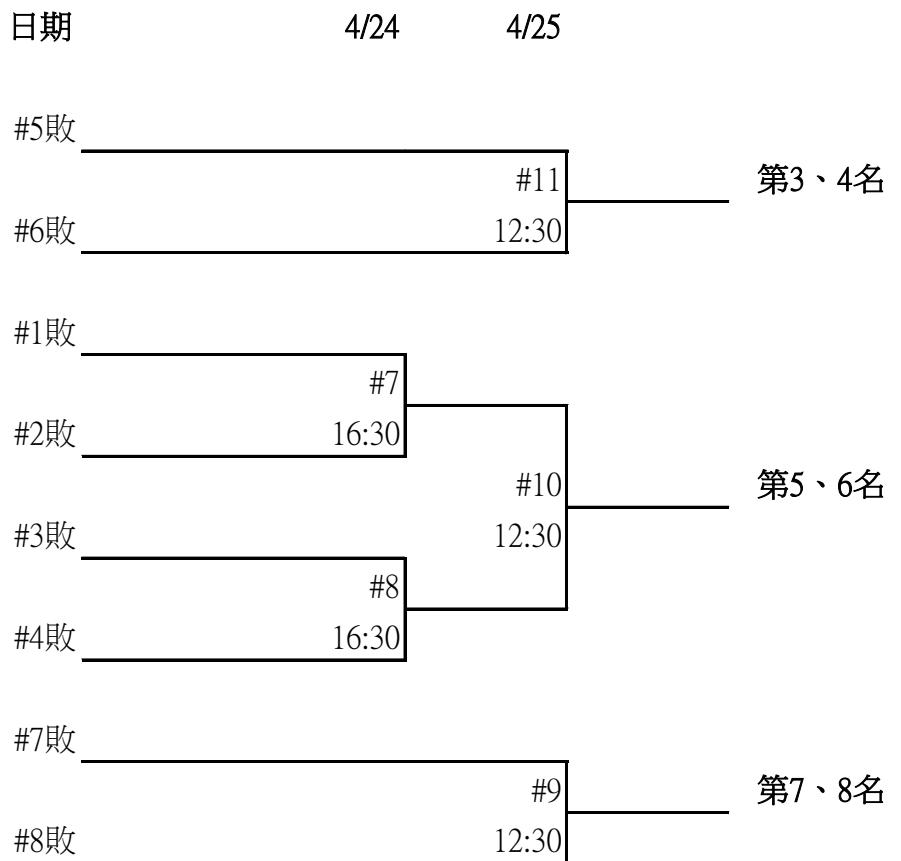 日期 4/24 4/25
#5敗
#11 第3、4名
#6敗 12:30
#1敗
#7
#2敗 16:30
#10 第5、6名
#3敗 12:30
#8
#4敗 16:30
#7敗
#9 第7、8名
#8敗 12:30